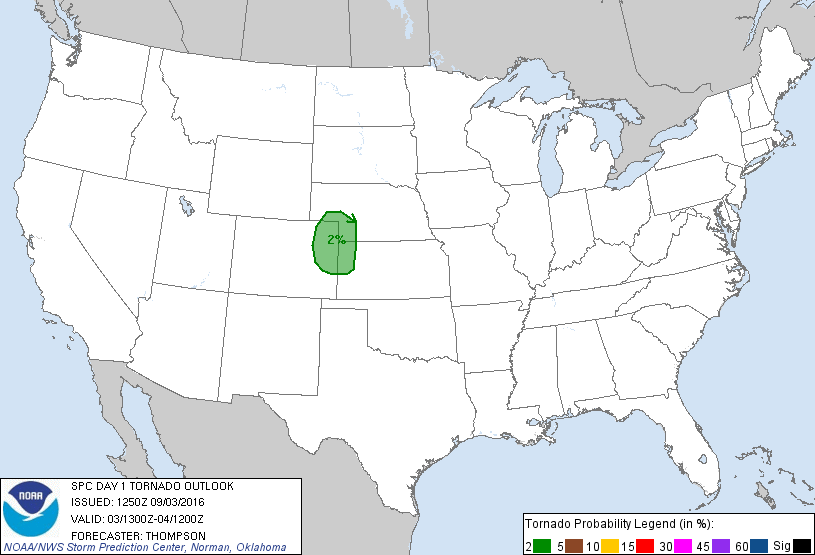 2%
NOAA
SPC DAY 1 TORNADO OUTLOOK
ISSUED: 1250Z 09/03/2016
VALID: 03/1300Z-04/1200Z
FORECASTER: THOMPSON
NOAA/NWS Storm Prediction Center, Norman, Oklahoma
Tornado Probability Legend (in %):
2 5 10 15 30 45 60 Sig